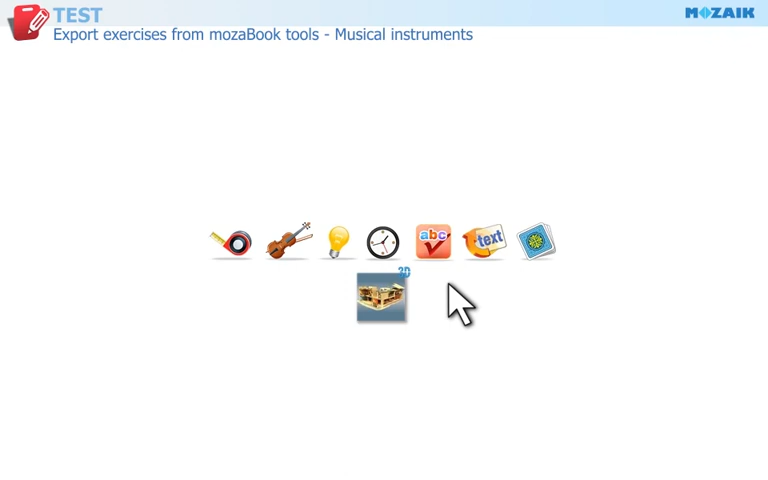 TEST
MOZAIK
Export exercises from mozaBook tools - Musical instruments
abc
text
3D